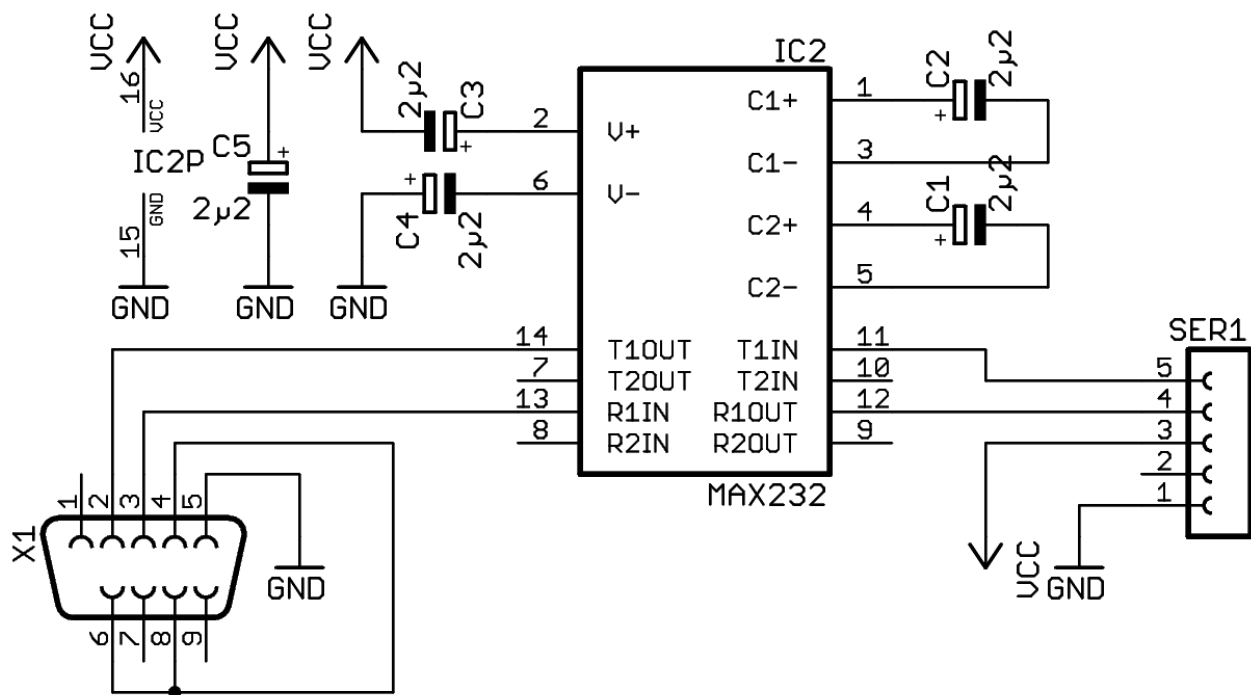 VCC
16
VCC
IC2P
GND
15
GND
VCC
C5
+
2µ2
GND
VCC
2µ2
C3
+
+
C4
2µ2
GND
IC2
2
V+
6
V-
C1+
1
C1-
3
C2+
4
C2-
5
C2
2µ2
+
C1
2µ2
+
14
T1OUT
T1IN
11
7
T2OUT
T2IN
10
13
R1IN
R1OUT
12
8
R2IN
R2OUT
9
MAX232
SER1
5
4
3
2
1
VCC
GND
X1
1
2
3
4
5
GND
6
7
8
9